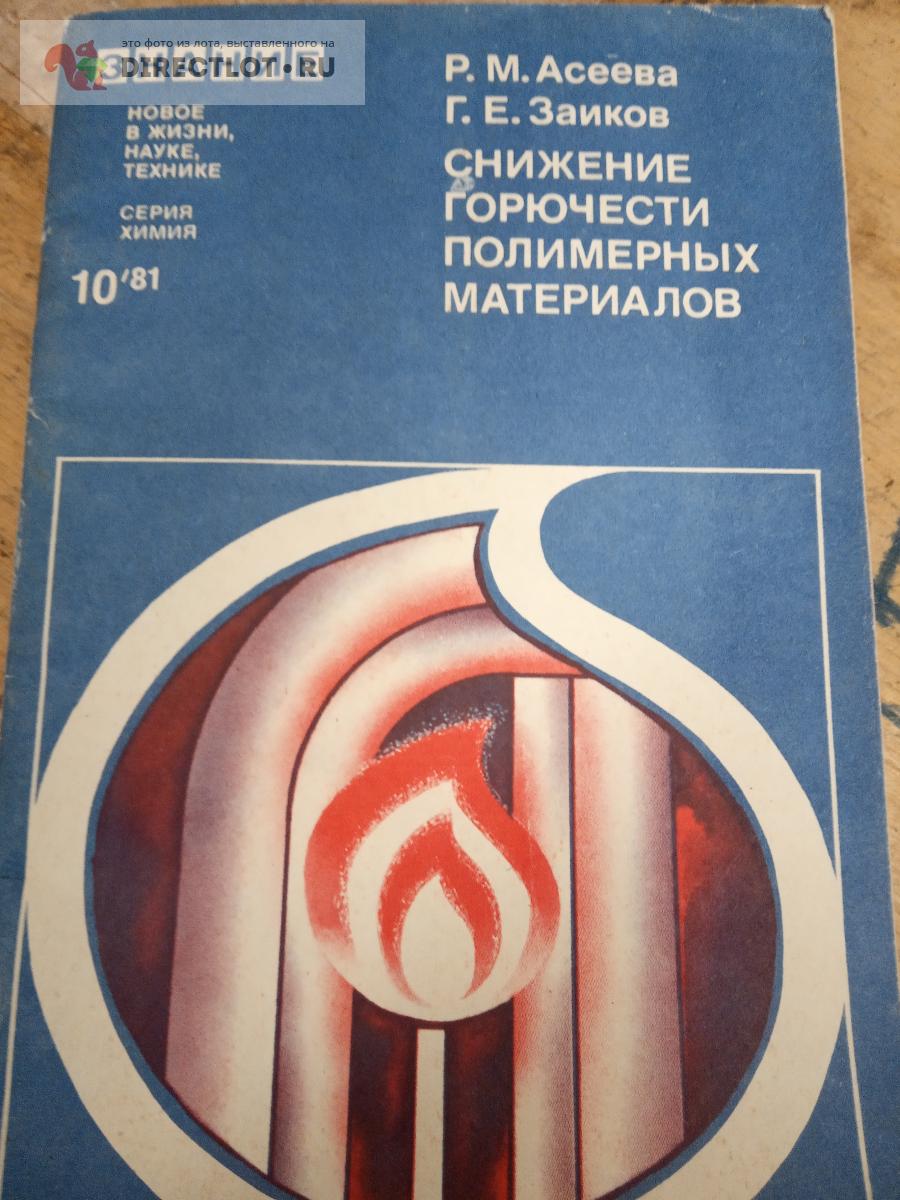 это фото из лота, выставленного на
DIRECTLOT.RU
ЗНАНИЕ
НОВОЕ
В ЖИЗНИ,
НАУКЕ,
ТЕХНИКЕ
СЕРИЯ
ХИМИЯ
10'81
Р. М. Асеева
Г. Е. Заиков
СНИЖЕНИЕ
ГОРЮЧЕСТИ
ПОЛИМЕРНЫХ
МАТЕРИАЛОВ